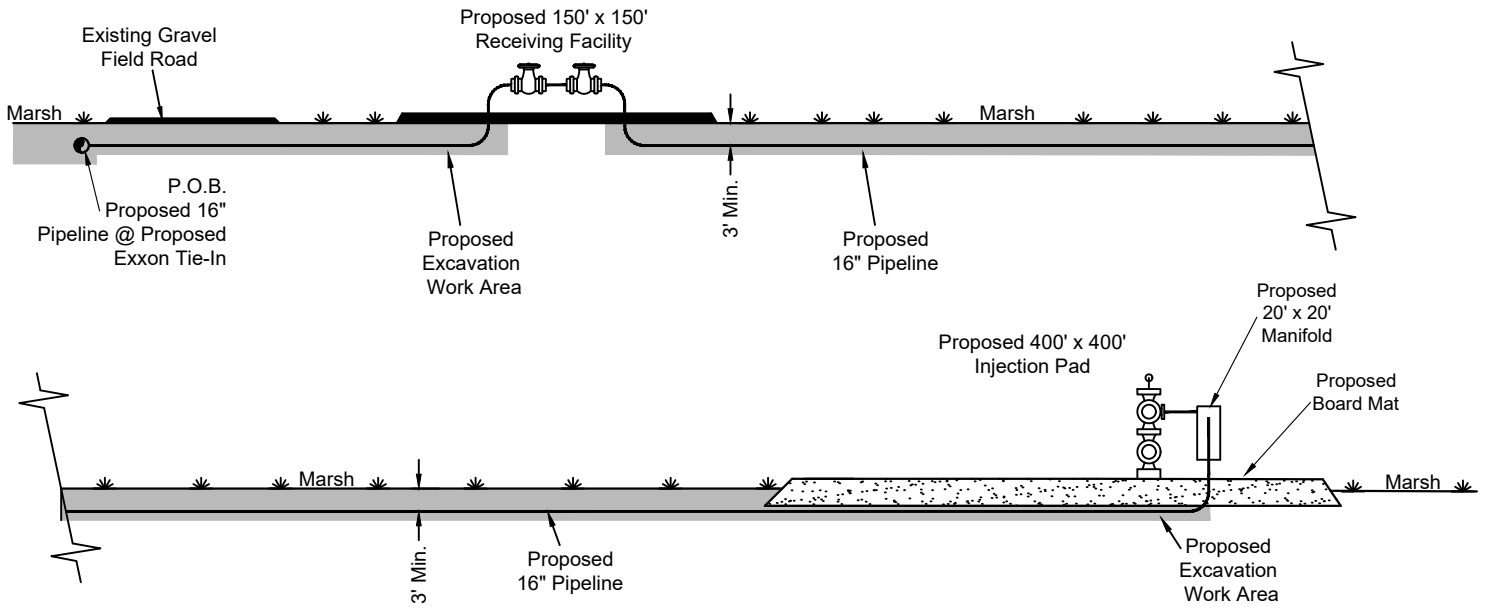 Existing Gravel
Field Road
Proposed 150' x 150'
Receiving Facility
Marsh
Marsh
P.O.B.
Proposed 16"
Pipeline @ Proposed
Exxon Tie-In
Proposed
Excavation
Work Area
3' Min.
Proposed
16" Pipeline
Proposed
20' x 20'
Manifold
Proposed 400' x 400'
Injection Pad
Proposed
Board Mat
Marsh
Marsh
3' Min.
Proposed
16" Pipeline
Proposed
Excavation
Work Area